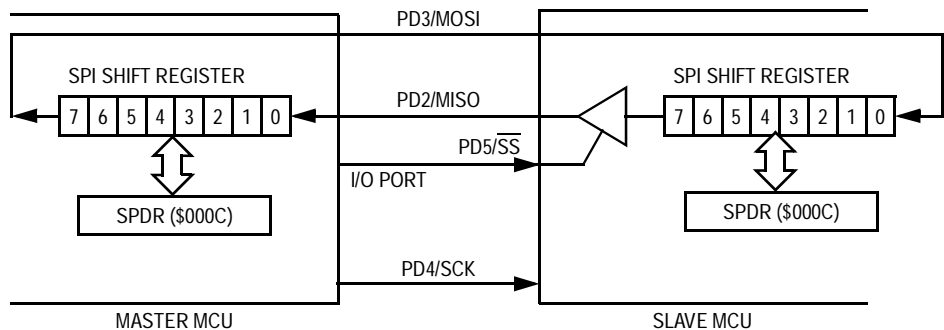 PD3/MOSI
SPI SHIFT REGISTER
SPI SHIFT REGISTER
7 6 5 4 3 2 1 0
PD2/MISO
7 6 5 4 3 2 1 0
PD5/S̅S̅
I/O PORT
SPDR ($000C)
SPDR ($000C)
PD4/SCK
MASTER MCU
SLAVE MCU